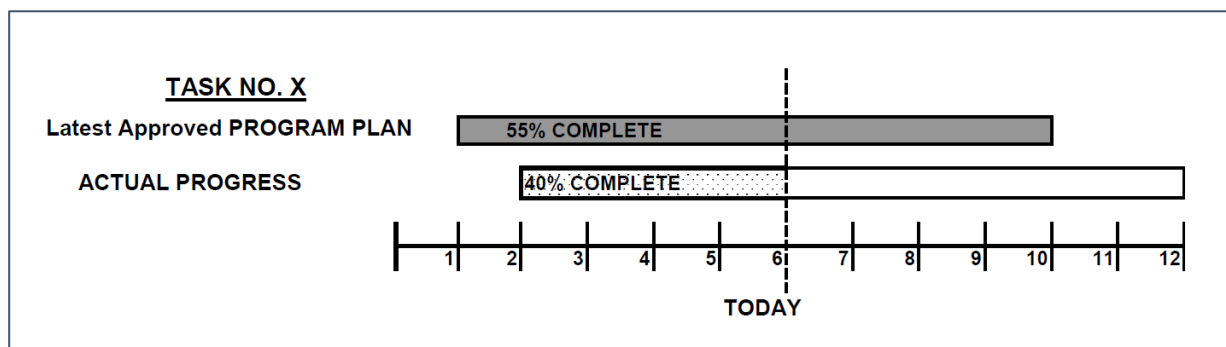 TASK NO. X
Latest Approved PROGRAM PLAN
55% COMPLETE
ACTUAL PROGRESS
40% COMPLETE
1 2 3 4 5 6 7 8 9 10 11 12
TODAY